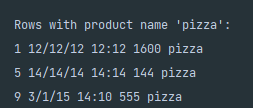 Rows with product name 'pizza':
1 12/12/12 12:12 1600 pizza
5 14/14/14 14:14 144 pizza
9 3/1/15 14:10 555 pizza